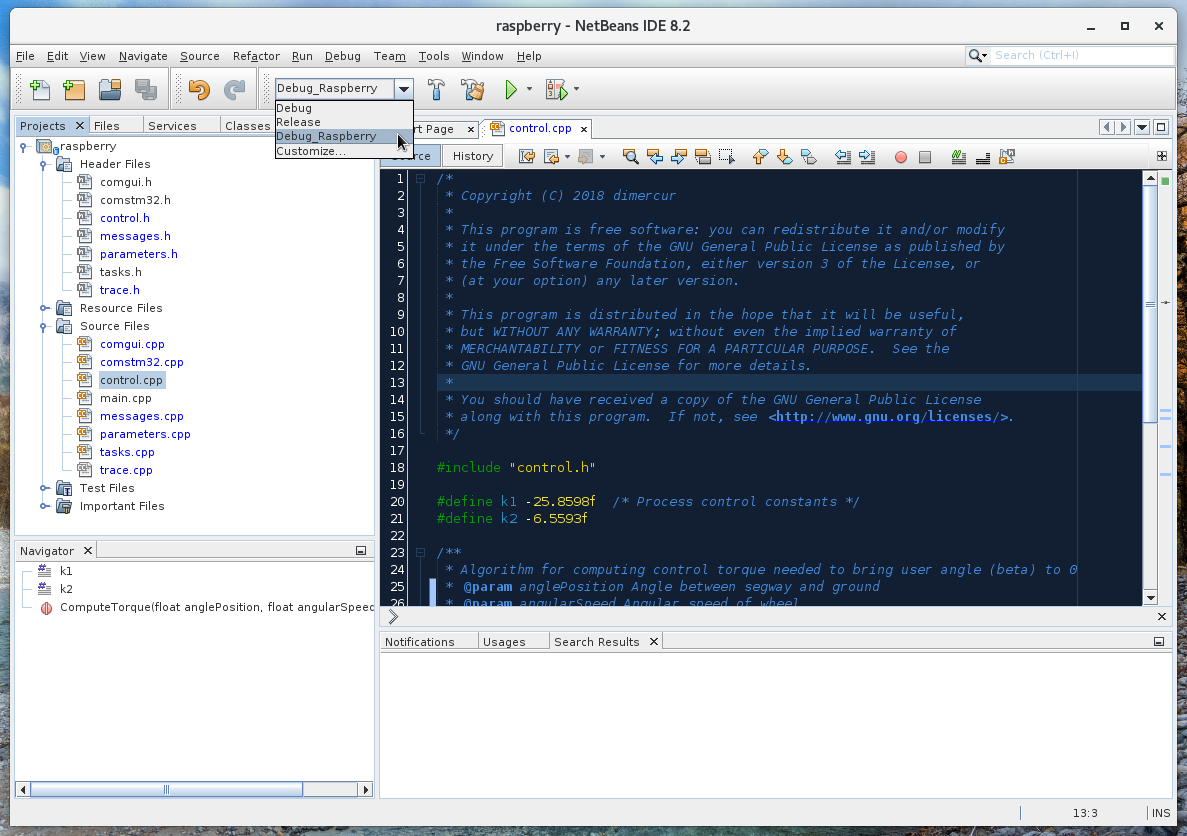 raspberry - NetBeans IDE 8.2
File Edit View Navigate Source Refactor Run Debug Team Tools Window Help
Search (Ctrl+I)
Debug_Raspberry
Debug
Release
Debug_Raspberry
Customize...
Projects Files Services Classes
raspberry
Header Files
comgui.h
comstm32.h
control.h
messages.h
parameters.h
tasks.h
trace.h
Resource Files
Source Files
comgui.cpp
comstm32.cpp
control.cpp
main.cpp
messages.cpp
parameters.cpp
tasks.cpp
trace.cpp
Test Files
Important Files
Navigator
k1
k2
ComputeTorque(float anglePosition, float angularSpeed
Page control.cpp
History
1 /*
2 * Copyright (C) 2018 dimercur
3 *
4 * This program is free software: you can redistribute it and/or modify
5 * it under the terms of the GNU General Public License as published by
6 * the Free Software Foundation, either version 3 of the License, or
7 * (at your option) any later version.
8 *
9 * This program is distributed in the hope that it will be useful,
10 * but WITHOUT ANY WARRANTY; without even the implied warranty of
11 * MERCHANTABILITY or FITNESS FOR A PARTICULAR PURPOSE.  See the
12 * GNU General Public License for more details.
13 *
14 * You should have received a copy of the GNU General Public License
15 * along with this program.  If not, see <http://www.gnu.org/licenses/>.
16 */
17
18 #include "control.h"
19
20 #define k1 -25.8598f  /* Process control constants */
21 #define k2 -6.5593f
22
23 /**
24 * Algorithm for computing control torque needed to bring user angle (beta) to 0
25 * @param anglePosition Angle between segway and ground
26 * @param angularSpeed Angular speed of wheel
Notifications Usages Search Results
13:3 INS